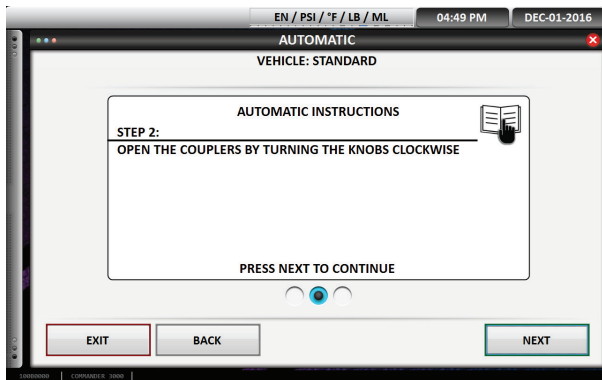 EN / PSI / °F / LB / ML
04:49 PM
DEC-01-2016
AUTOMATIC
VEHICLE: STANDARD
AUTOMATIC INSTRUCTIONS
STEP 2:
OPEN THE COUPLERS BY TURNING THE KNOBS CLOCKWISE
PRESS NEXT TO CONTINUE
EXIT
BACK
NEXT
COMMANDER 3000